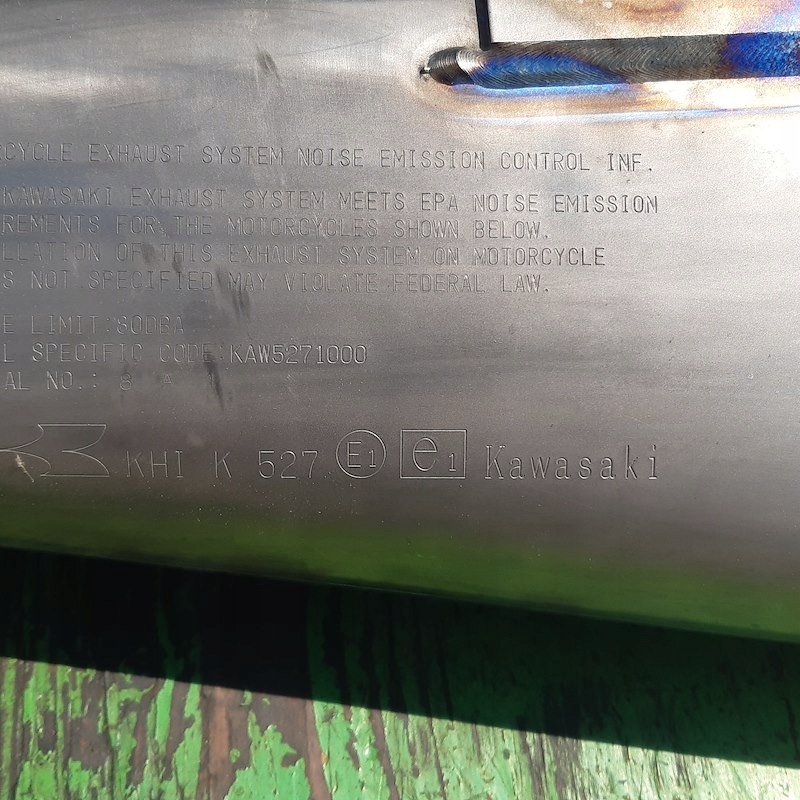 CYCLE EXHAUST SYSTEM NOISE EMISSION CONTROL INF.
KAWASAKI EXHAUST SYSTEM MEETS EPA NOISE EMISSION
REMENTS FOR THE MOTORCYCLES SHOWN BELOW.
LLATION OF THIS EXHAUST SYSTEM ON MOTORCYCLE
S NOT SPECIFIED MAY VIOLATE FEDERAL LAW.
E LIMIT:80DBA
L SPECIFIC CODE:KAW5271000
AL NO.: 8 A
KHI K 527 E1 e1 Kawasaki